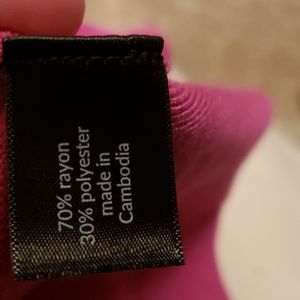 70% rayon
30% polyester
made in
Cambodia